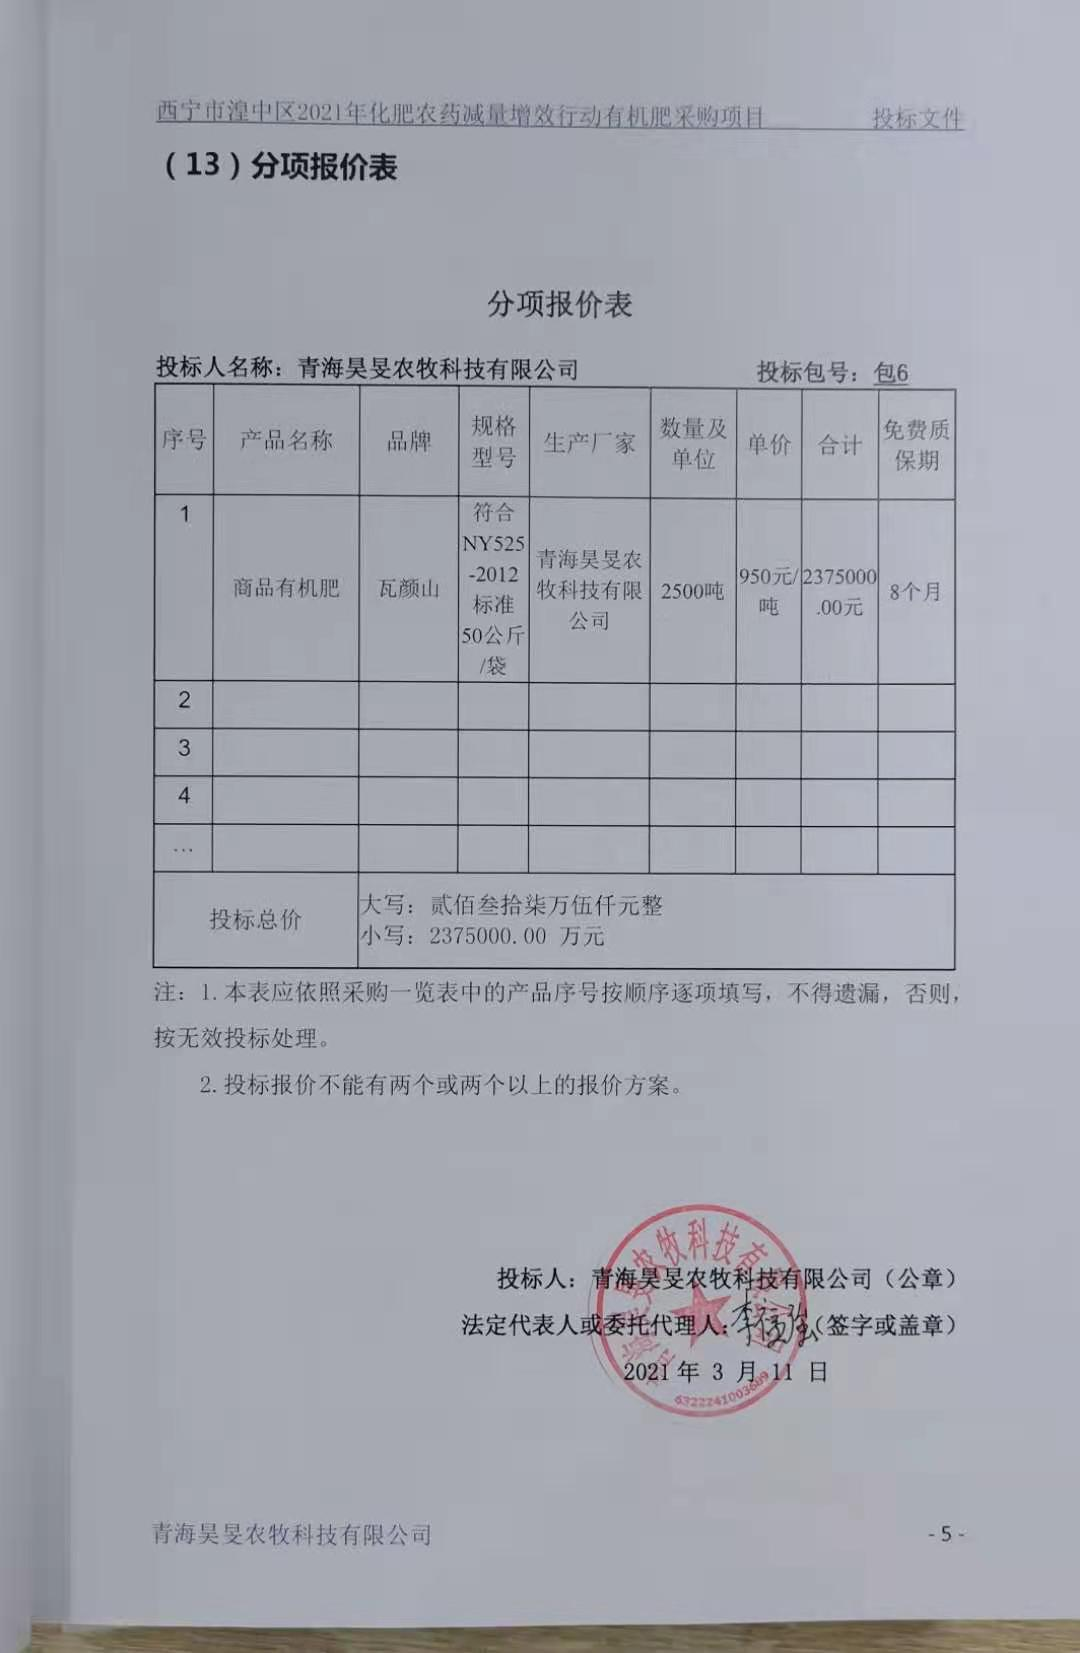 西宁市湟中区2021年化肥农药减量增效行动有机肥采购项目 投标文件
（13）分项报价表
分项报价表
投标人名称：青海昊旻农牧科技有限公司 投标包号：包6
序号 产品名称 品牌 规格型号 生产厂家 数量及单位 单价 合计 免费质保期
1 商品有机肥 瓦颜山 符合NY525-2012标准50公斤/袋 青海昊旻农牧科技有限公司 2500吨 950元/吨 2375000.00元 8个月
2
3
4
…
投标总价 大写：贰佰叁拾柒万伍仟元整
小写：2375000.00 万元
注：1.本表应依照采购一览表中的产品序号按顺序逐项填写，不得遗漏，否则，
按无效投标处理。
2.投标报价不能有两个或两个以上的报价方案。
投标人：青海昊旻农牧科技有限公司（公章）
法定代表人或委托代理人：（签字或盖章）
2021年 3 月 11 日
6322241003689
青海昊旻农牧科技有限公司 - 5 -